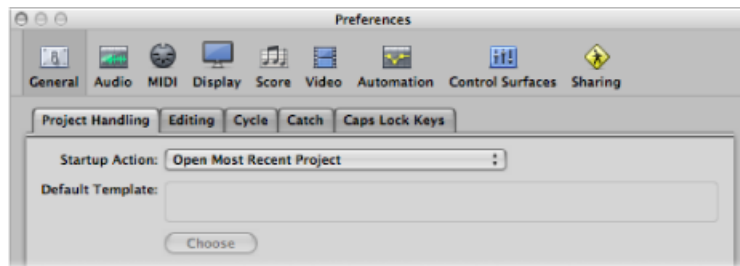 Preferences
General Audio MIDI Display Score Video Automation Control Surfaces Sharing
Project Handling Editing Cycle Catch Caps Lock Keys
Startup Action: Open Most Recent Project
Default Template:
Choose